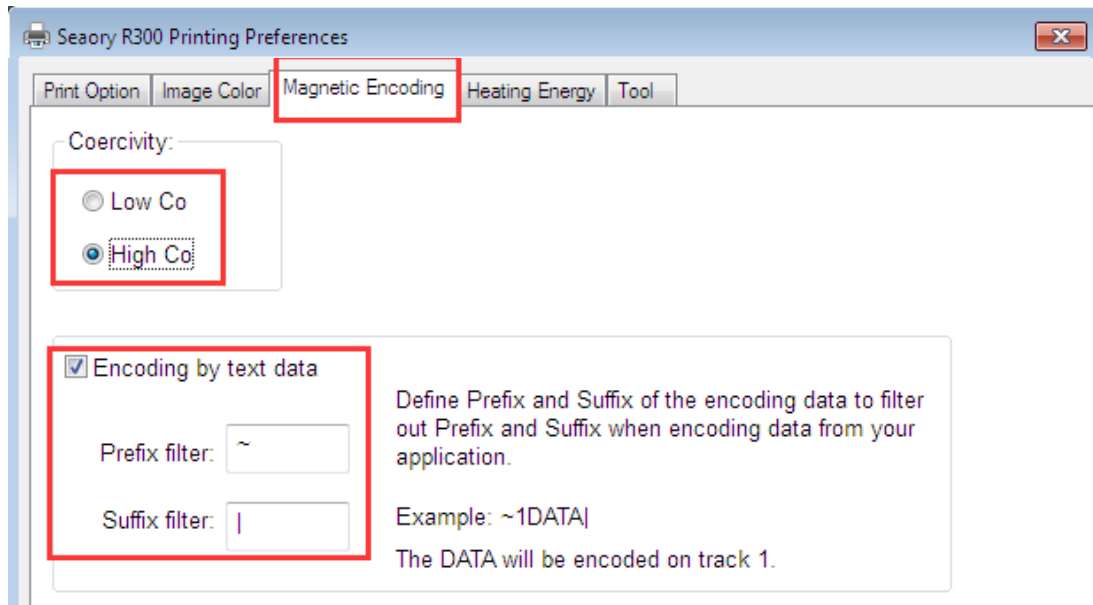 Seaory R300 Printing Preferences
Print Option Image Color Magnetic Encoding Heating Energy Tool
Coercivity:
Low Co
High Co
Encoding by text data
Prefix filter: ~
Suffix filter: |
Define Prefix and Suffix of the encoding data to filter
out Prefix and Suffix when encoding data from your
application.
Example: ~1DATA|
The DATA will be encoded on track 1.